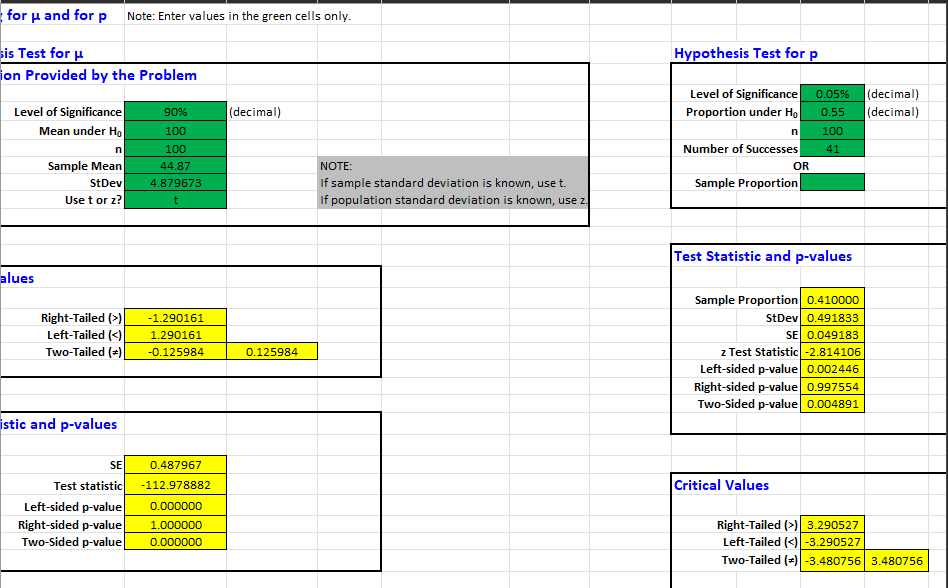 for μ and for p Note: Enter values in the green cells only.
sis Test for μ
ion Provided by the Problem
Level of Significance 90% (decimal)
Mean under H₀ 100
n 100
Sample Mean 44.87
StDev 4.879673
Use t or z? t
NOTE:
If sample standard deviation is known, use t.
If population standard deviation is known, use z.
alues
Right-Tailed (>) -1.290161
Left-Tailed (<) 1.290161
Two-Tailed (≠) -0.125984 0.125984
istic and p-values
SE 0.487967
Test statistic -112.978882
Left-sided p-value 0.000000
Right-sided p-value 1.000000
Two-Sided p-value 0.000000
Hypothesis Test for p
Level of Significance 0.05% (decimal)
Proportion under H₀ 0.55 (decimal)
n 100
Number of Successes 41
OR
Sample Proportion
Test Statistic and p-values
Sample Proportion 0.410000
StDev 0.491833
SE 0.049183
z Test Statistic -2.814106
Left-sided p-value 0.002446
Right-sided p-value 0.997554
Two-Sided p-value 0.004891
Critical Values
Right-Tailed (>) 3.290527
Left-Tailed (<) -3.290527
Two-Tailed (≠) -3.480756 3.480756